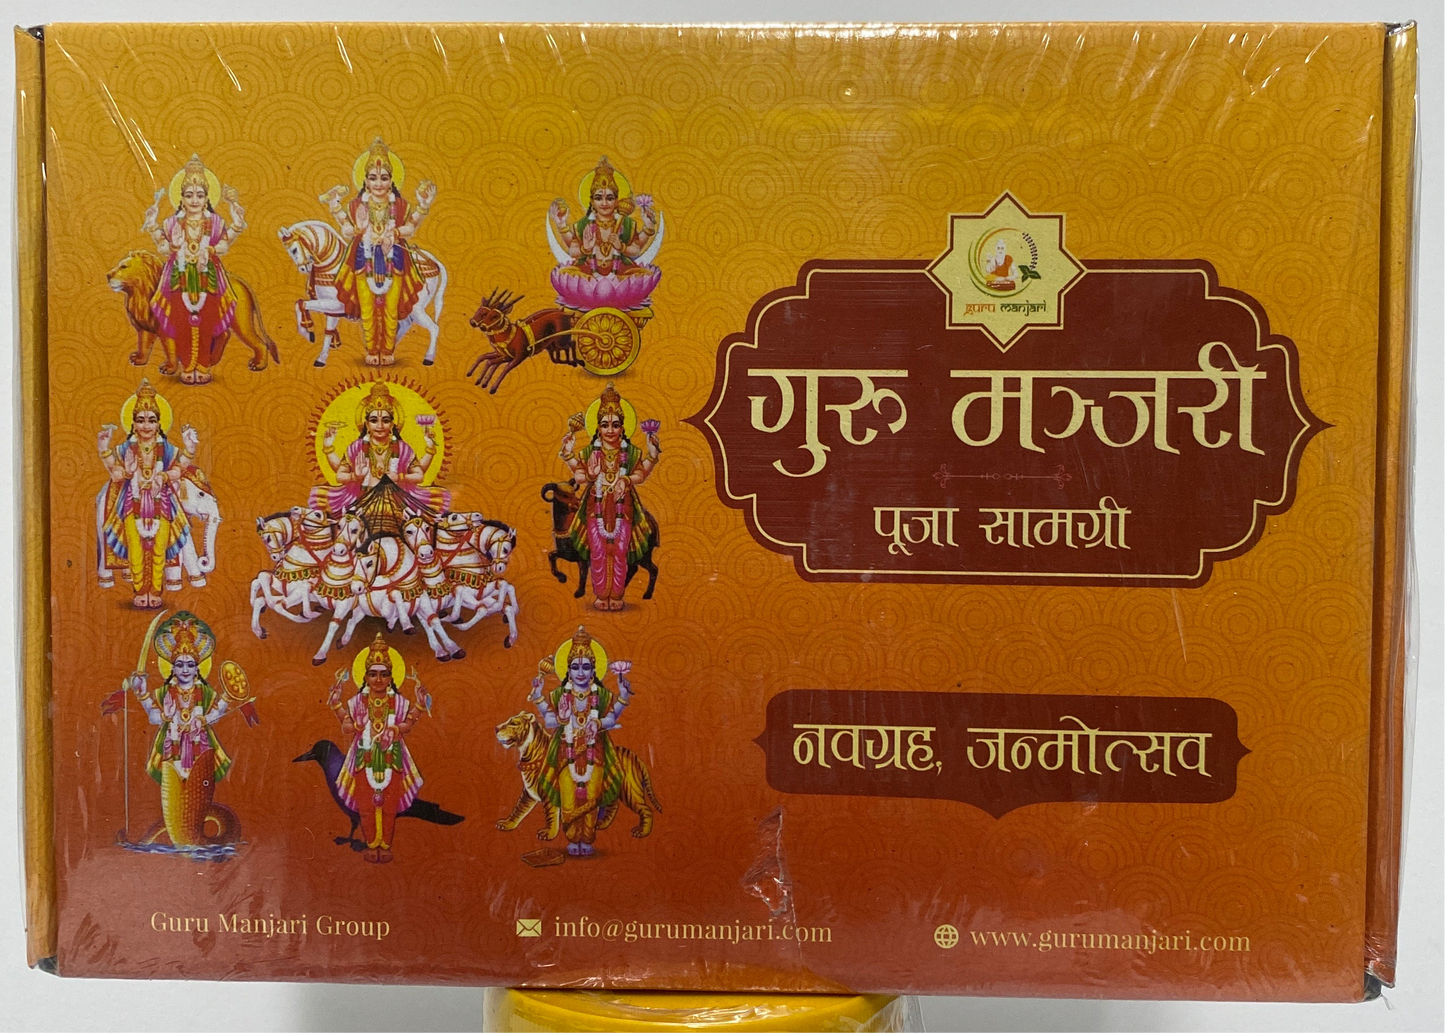 guru manjari
गुरु मञ्जरी
पूजा सामग्री
नवग्रह, जन्मोत्सव
Guru Manjari Group
info@gurumanjari.com
www.gurumanjari.com